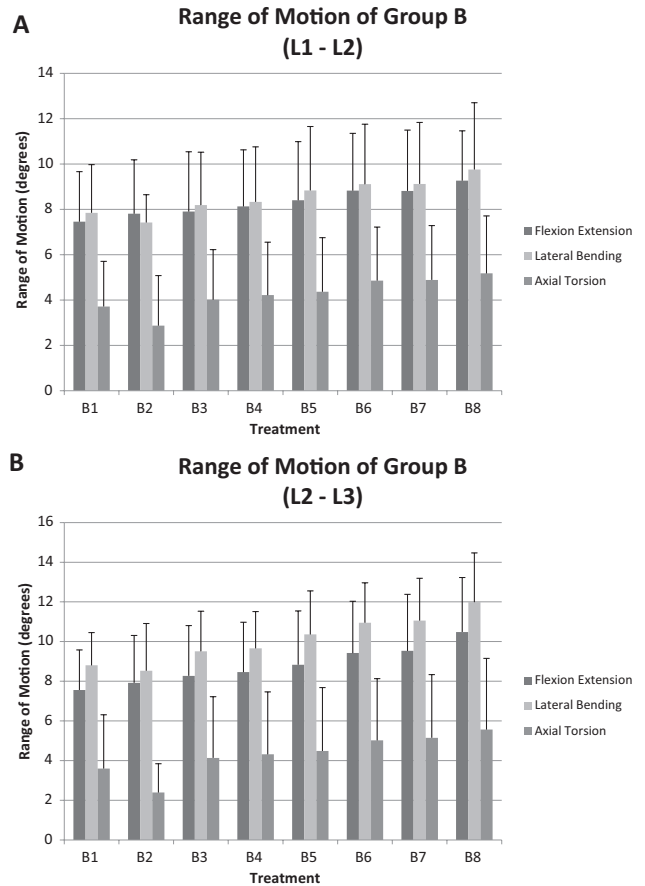 A
Range of Motion of Group B
(L1 - L2)
Range of Motion (degrees)
14
12
10
8
6
4
2
0
B1 B2 B3 B4 B5 B6 B7 B8
Treatment
Flexion Extension
Lateral Bending
Axial Torsion
B
Range of Motion of Group B
(L2 - L3)
Range of Motion (degrees)
16
14
12
10
8
6
4
2
0
B1 B2 B3 B4 B5 B6 B7 B8
Treatment
Flexion Extension
Lateral Bending
Axial Torsion